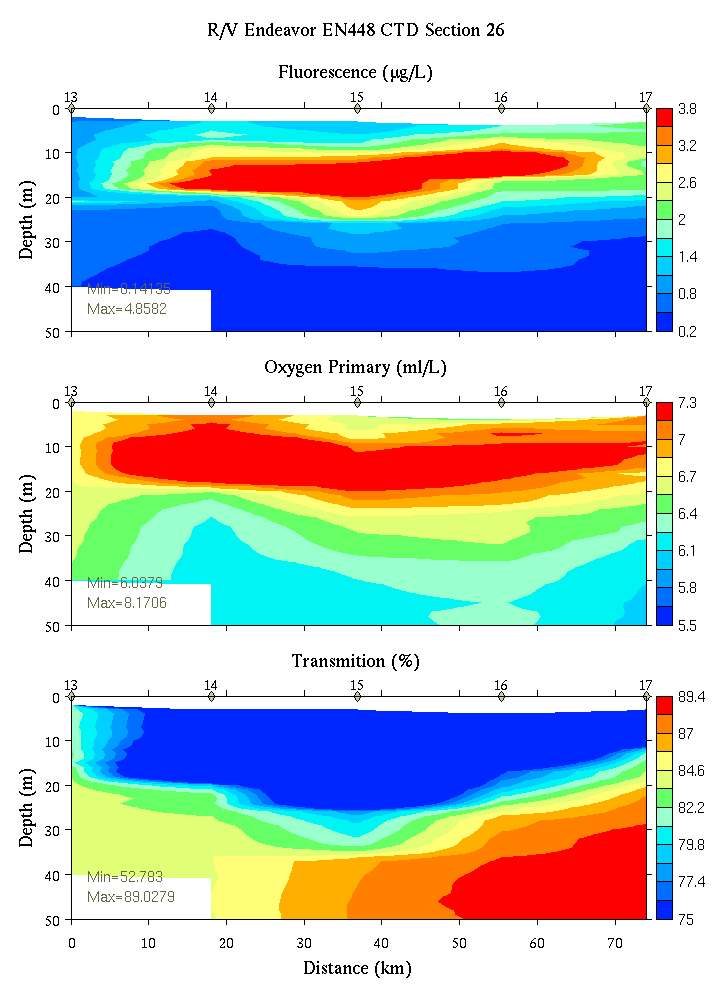 R/V Endeavor EN448 CTD Section 26
Fluorescence (µg/L)
13 14 15 16 17
0
10
20
30
40
50
Depth (m)
Min=0.14135
Max=4.8582
3.8
3.2
2.6
2
1.4
0.8
0.2
Oxygen Primary (ml/L)
13 14 15 16 17
0
10
20
30
40
50
Depth (m)
Min=6.0373
Max=8.1706
7.3
7
6.7
6.4
6.1
5.8
5.5
Transmition (%)
13 14 15 16 17
0
10
20
30
40
50
Depth (m)
Min=52.783
Max=89.0279
89.4
87
84.6
82.2
79.8
77.4
75
0 10 20 30 40 50 60 70
Distance (km)